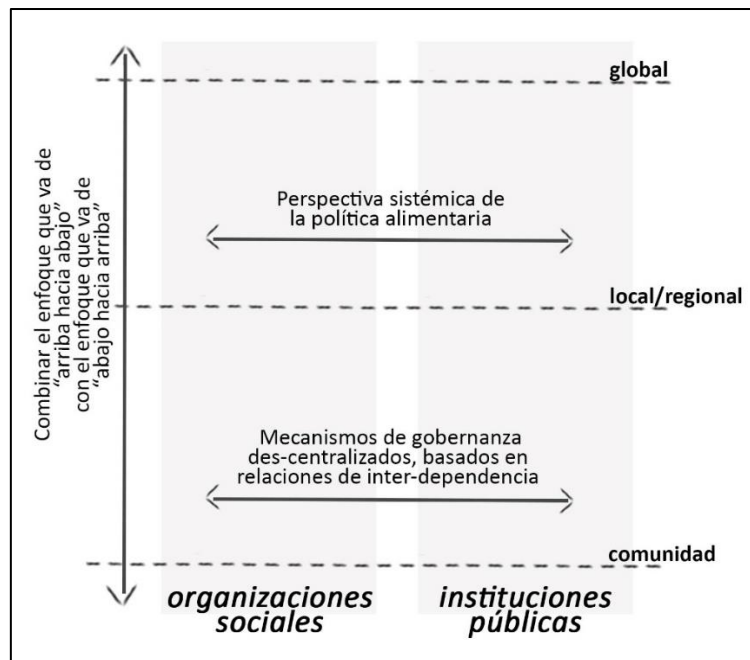 global
Perspectiva sistémica de
la política alimentaria
local/regional
Combinar el enfoque que va de
“arriba hacia abajo”
con el enfoque que va de
“abajo hacia arriba”
Mecanismos de gobernanza
des-centralizados, basados en
relaciones de inter-dependencia
comunidad
organizaciones
sociales
instituciones
públicas